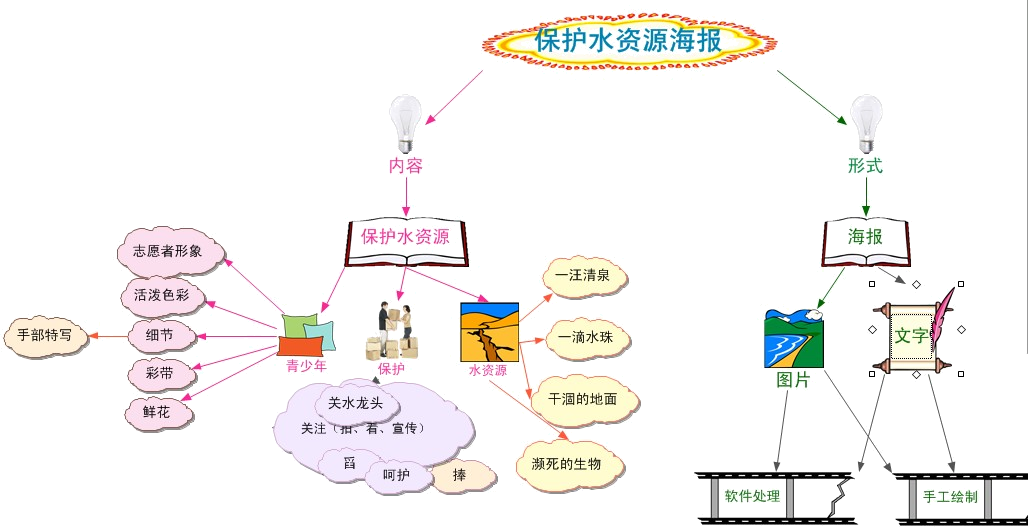 保护水资源海报
内容
形式
保护水资源
海报
志愿者形象
活泼色彩
手部特写
细节
彩带
鲜花
青少年
保护
水资源
一汪清泉
一滴水珠
干涸的地面
濒死的生物
关水龙头
关注（拍、看、宣传）
舀
呵护
捧
图片
文字
软件处理
手工绘制